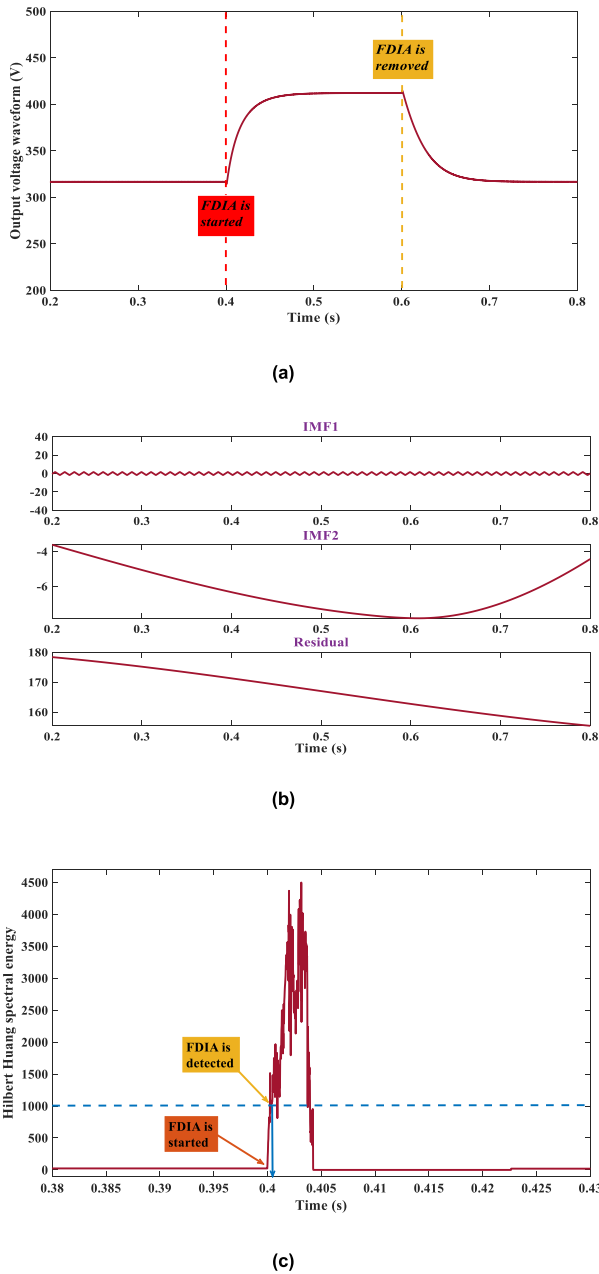 500
450
400
350
300
250
200
Output voltage waveform (V)
FDIA is
removed
FDIA is
started
0.2 0.3 0.4 0.5 0.6 0.7 0.8
Time (s)
(a)
IMF1
40
20
0
-20
-40
0.2 0.3 0.4 0.5 0.6 0.7 0.8
IMF2
-4
-6
0.2 0.3 0.4 0.5 0.6 0.7 0.8
Residual
180
170
160
0.2 0.3 0.4 0.5 0.6 0.7 0.8
Time (s)
(b)
Hilbert Huang spectral energy
4500
4000
3500
3000
2500
2000
1500
1000
500
0
FDIA is
detected
FDIA is
started
0.38 0.385 0.39 0.395 0.4 0.405 0.41 0.415 0.42 0.425 0.43
Time (s)
(c)